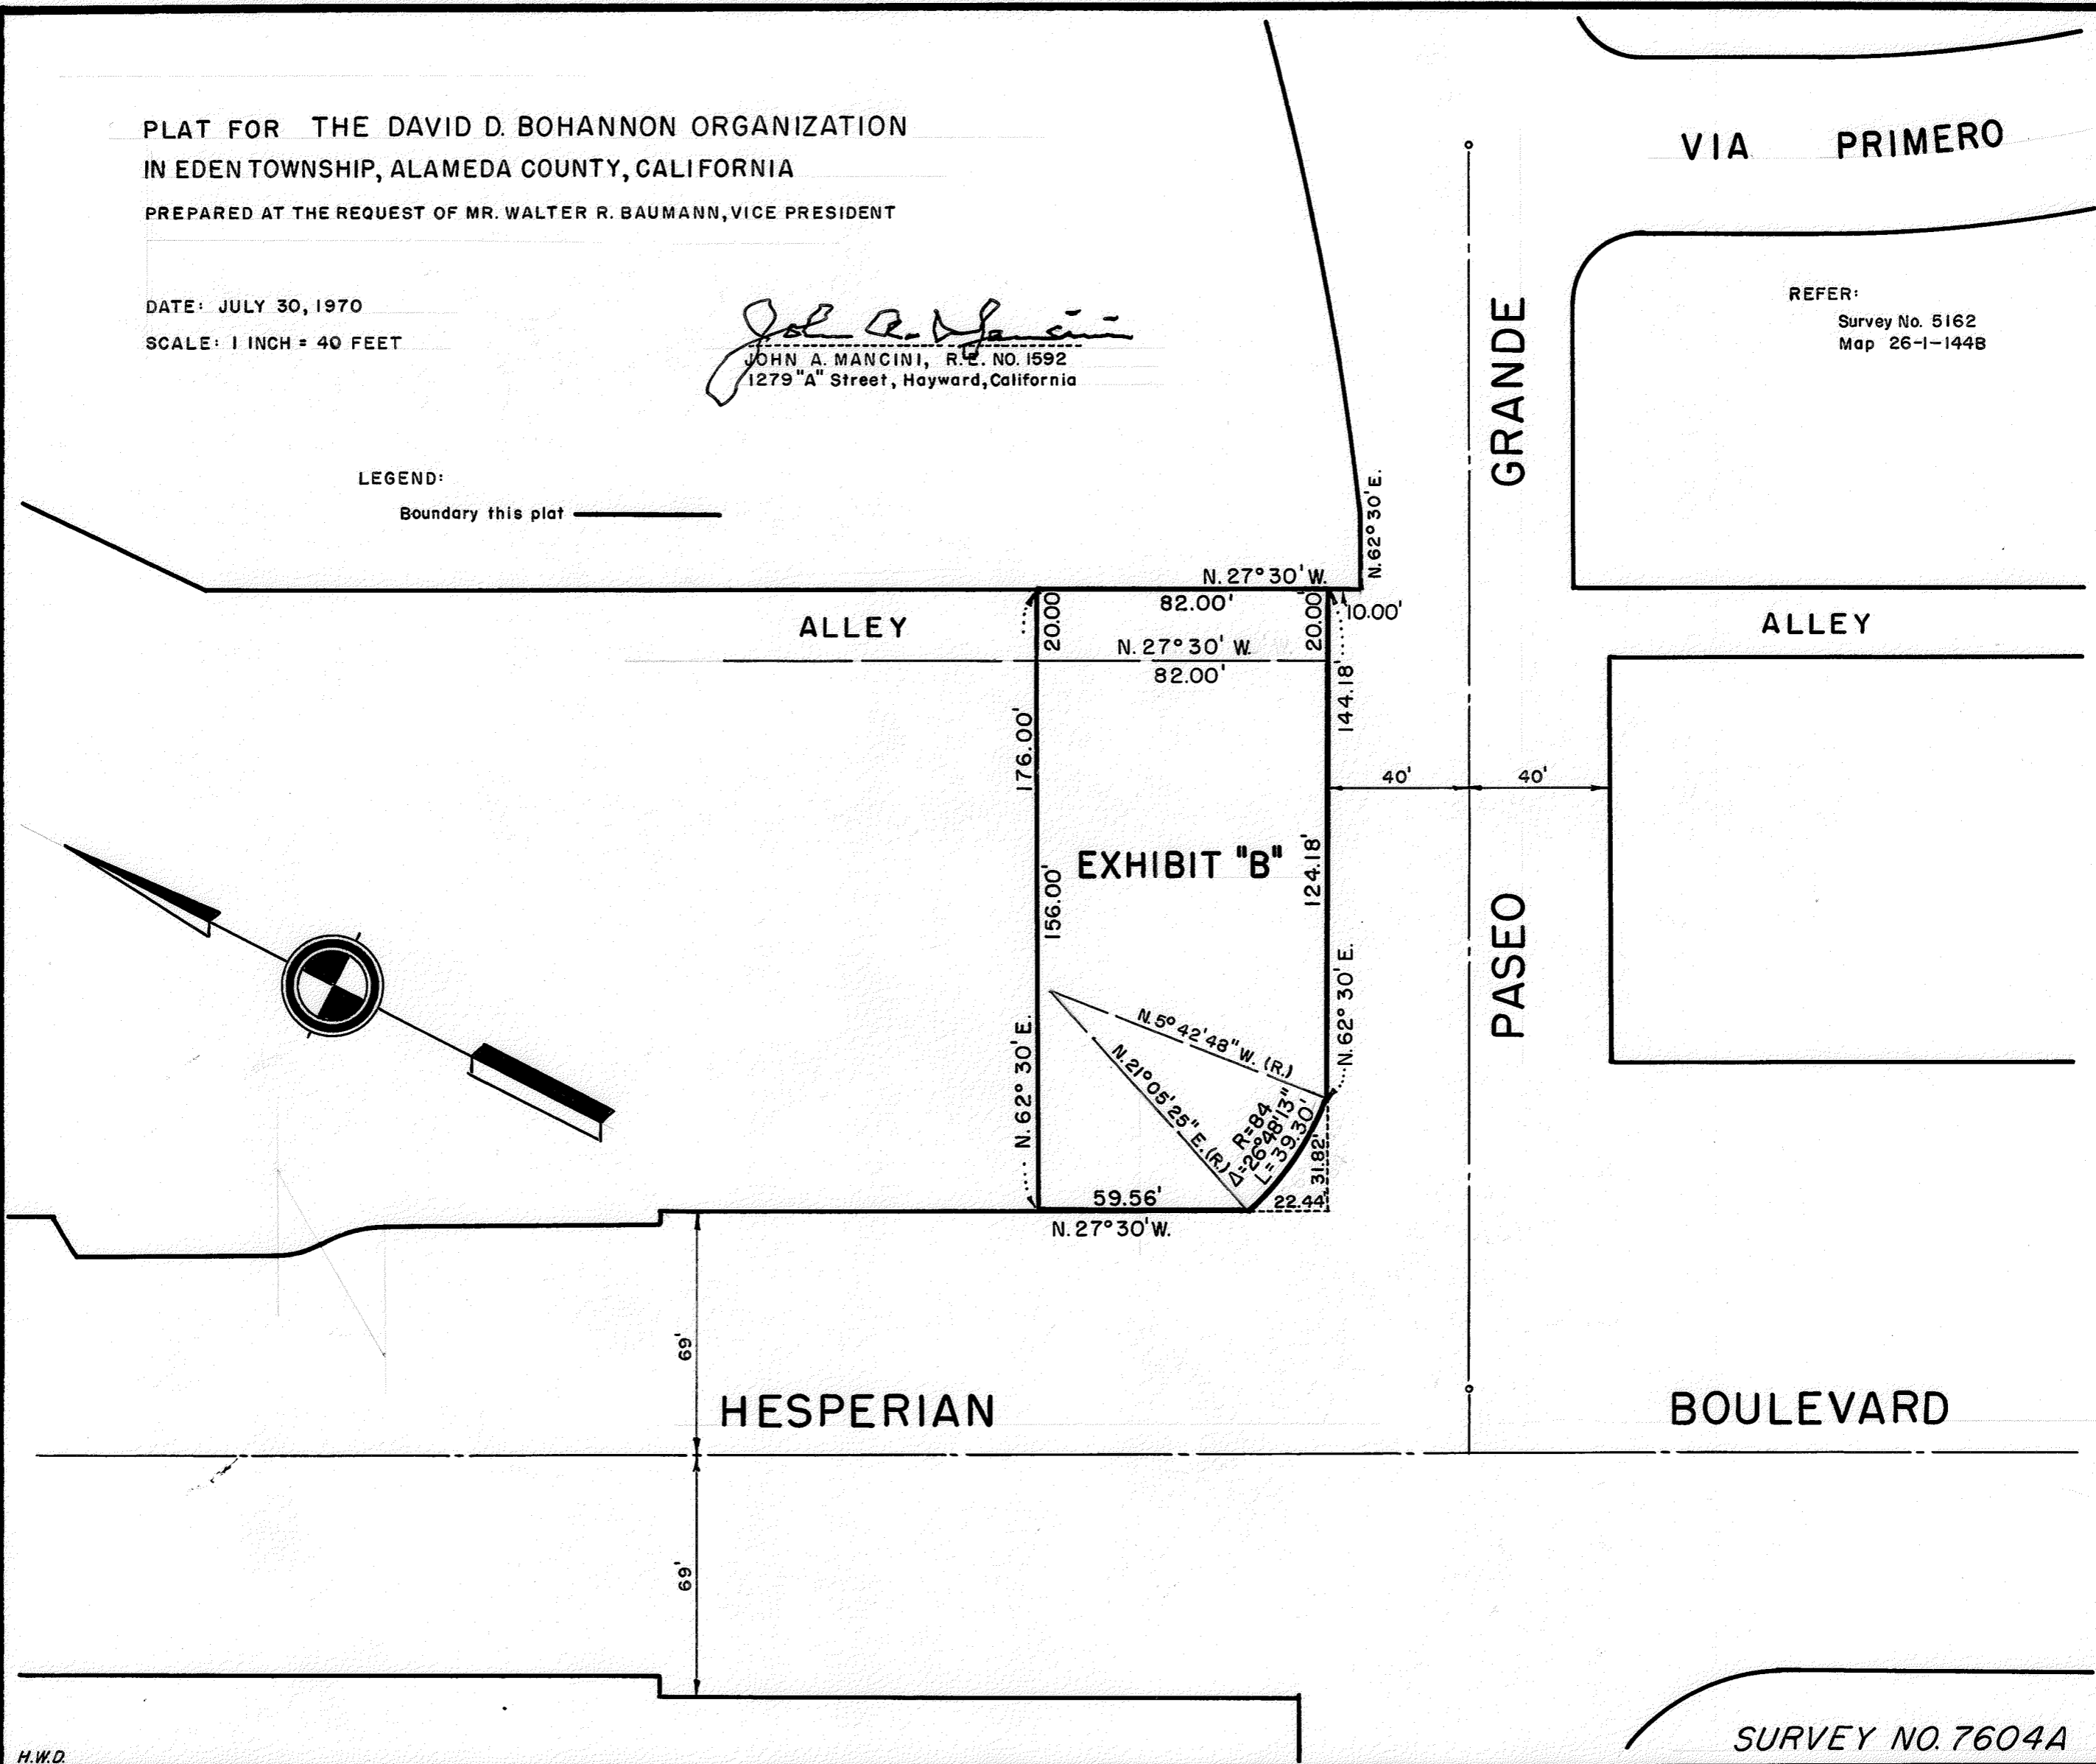 PLAT FOR THE DAVID D. BOHANNON ORGANIZATION
IN EDEN TOWNSHIP, ALAMEDA COUNTY, CALIFORNIA
PREPARED AT THE REQUEST OF MR. WALTER R. BAUMANN, VICE PRESIDENT
DATE: JULY 30, 1970
SCALE: 1 INCH = 40 FEET
John A. Mancini
JOHN A. MANCINI, R.E. NO. 1592
1279 "A" Street, Hayward, California
LEGEND:
Boundary this plat
VIA PRIMERO
REFER:
Survey No. 5162
Map 26-1-144B
PASEO GRANDE
N. 62° 30' E.
N. 27° 30' W.
82.00'
20.00'
20.00'
10.00'
ALLEY
ALLEY
N. 27° 30' W.
82.00'
144.18'
176.00'
40'
40'
EXHIBIT "B"
156.00'
124.18'
N. 62° 30' E.
N. 62° 30' E.
N. 5° 42' 48" W. (R.)
N. 21° 05' 25" E. (R.)
R=84
Δ=26°48'13"
L=39.30'
31.82'
22.44'
59.56'
N. 27° 30' W.
69'
HESPERIAN BOULEVARD
69'
SURVEY NO. 7604A
H.W.D.